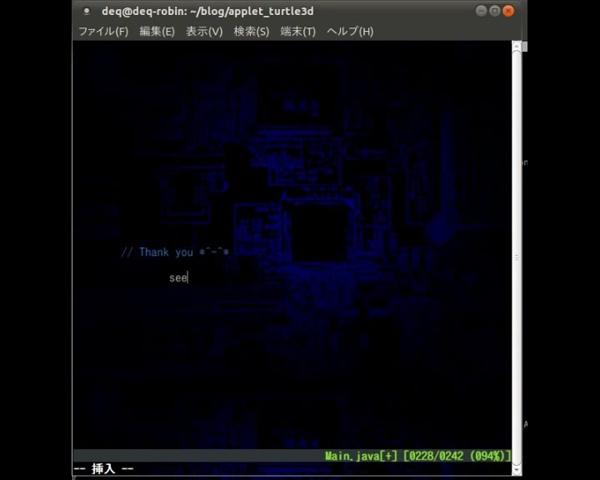 deq@deq-robin: ~/blog/applet_turtle3d
ファイル(F) 編集(E) 表示(V) 検索(S) 端末(T) ヘルプ(H)
// Thank you *^-^*
see
Main.java[+] [0228/0242 (094%)]
-- 挿入 --